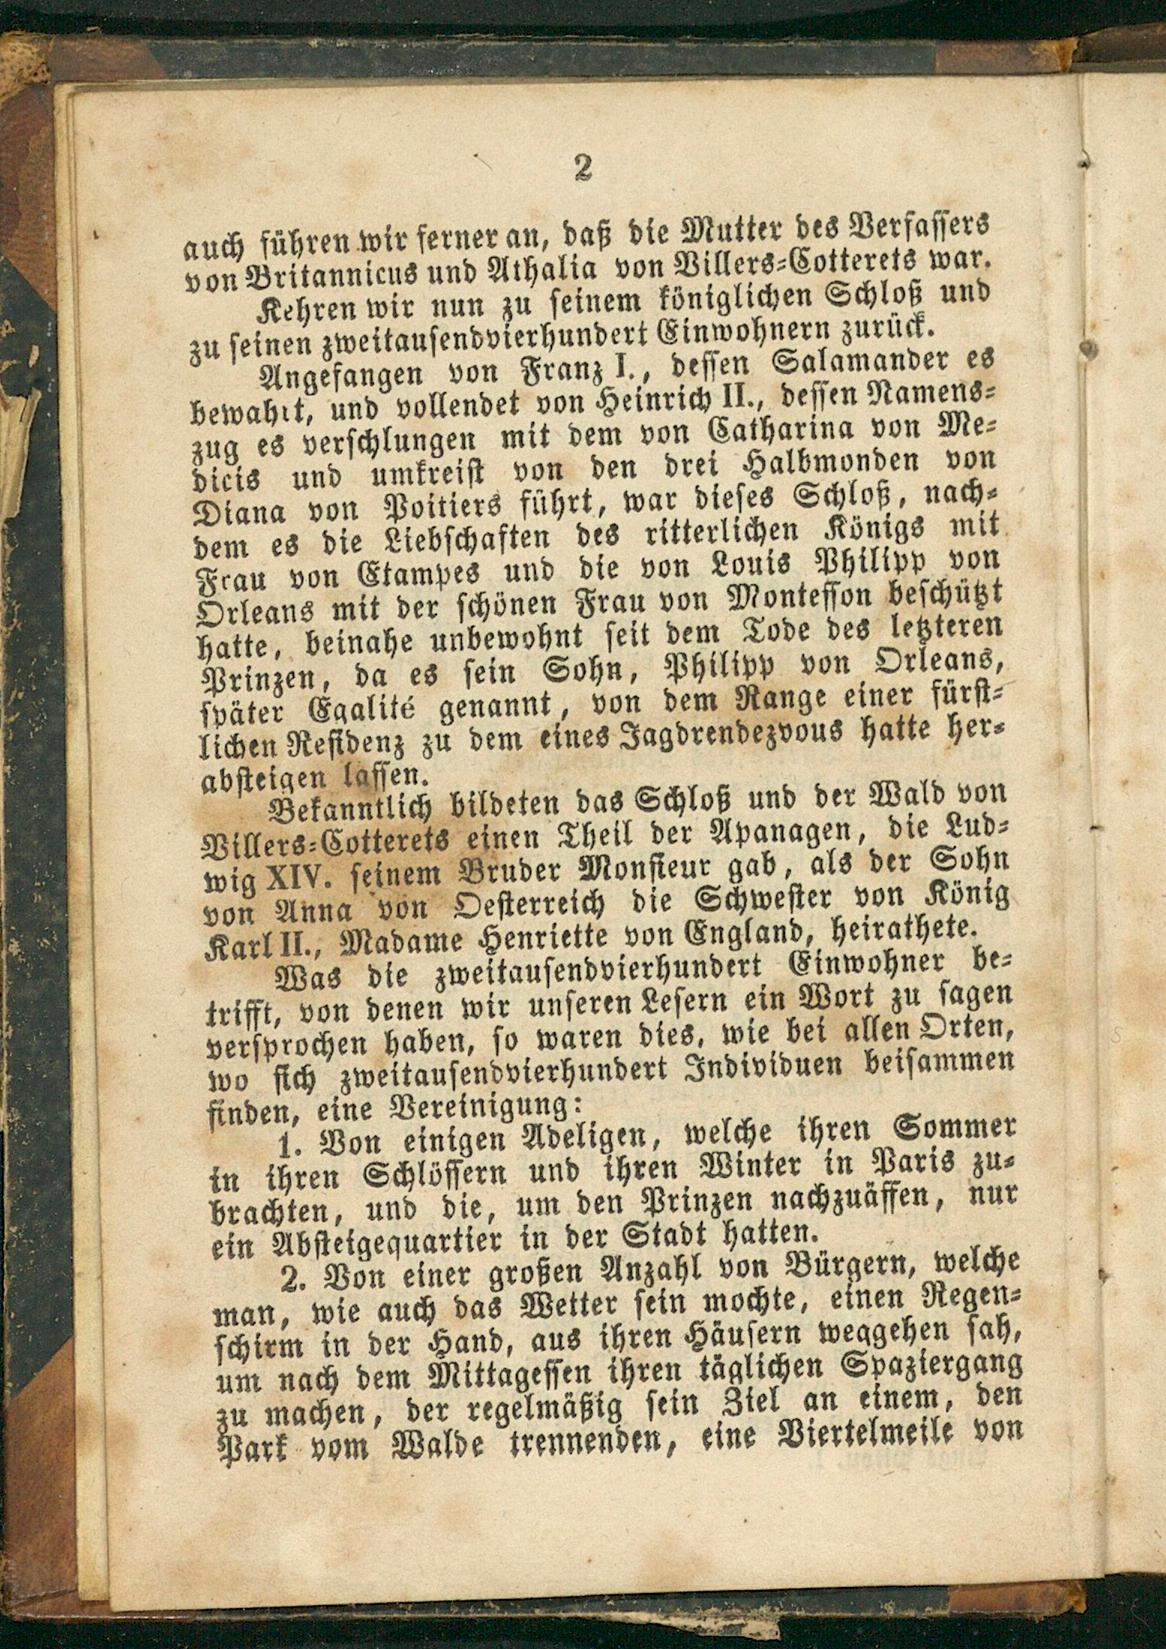 2
auch führen wir ferner an, daß die Mutter des Verfassers
von Britannicus und Athalia von Villers-Cotterets war.
Kehren wir nun zu seinem königlichen Schloß und
zu seinen zweitausendvierhundert Einwohnern zurück.
Angefangen von Franz I., dessen Salamander es
bewahrt, und vollendet von Heinrich II., dessen Namens-
zug es verschlungen mit dem von Catharina von Me-
dicis und umkreist von den drei Halbmonden von
Diana von Poitiers führt, war dieses Schloß, nach-
dem es die Liebschaften des ritterlichen Königs mit
Frau von Etampes und die von Louis Philipp von
Orleans mit der schönen Frau von Montesson beschützt
hatte, beinahe unbewohnt seit dem Tode des letzteren
Prinzen, da es sein Sohn, Philipp von Orleans,
später Egalité genannt, von dem Range einer fürst-
lichen Residenz zu dem eines Jagdrendezvous hatte her-
absteigen lassen.
Bekanntlich bildeten das Schloß und der Wald von
Villers-Cotterets einen Theil der Apanagen, die Lud-
wig XIV. seinem Bruder Monsieur gab, als der Sohn
von Anna von Oesterreich die Schwester von König
Karl II., Madame Henriette von England, heirathete.
Was die zweitausendvierhundert Einwohner be-
trifft, von denen wir unseren Lesern ein Wort zu sagen
versprochen haben, so waren dies, wie bei allen Orten,
wo sich zweitausendvierhundert Individuen beisammen
finden, eine Vereinigung:
1. Von einigen Adeligen, welche ihren Sommer
in ihren Schlössern und ihren Winter in Paris zu-
brachten, und die, um den Prinzen nachzuäffen, nur
ein Absteigequartier in der Stadt hatten.
2. Von einer großen Anzahl von Bürgern, welche
man, wie auch das Wetter sein mochte, einen Regen-
schirm in der Hand, aus ihren Häusern weggehen sah,
um nach dem Mittagessen ihren täglichen Spaziergang
zu machen, der regelmäßig sein Ziel an einem, den
Park vom Walde trennenden, eine Viertelmeile von